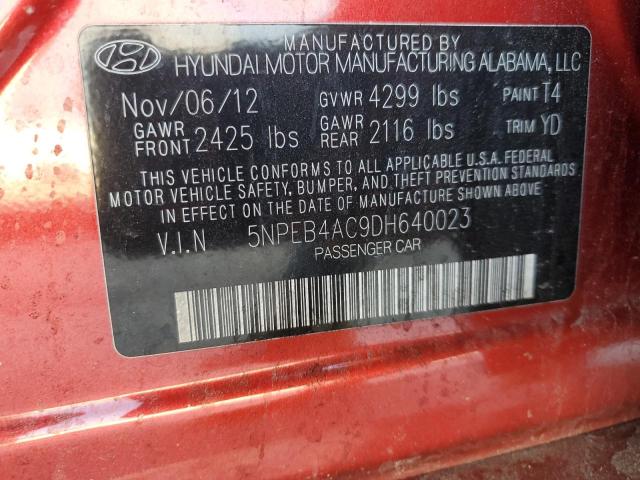 MANUFACTURED BY
HYUNDAI MOTOR MANUFACTURING ALABAMA, LLC
Nov/06/12 GVWR 4299 lbs PAINT T4
GAWR FRONT 2425 lbs GAWR REAR 2116 lbs TRIM YD
THIS VEHICLE CONFORMS TO ALL APPLICABLE U.S.A. FEDERAL
MOTOR VEHICLE SAFETY, BUMPER, AND THEFT PREVENTION STANDARDS
IN EFFECT ON THE DATE OF MANUFACTURE SHOWN ABOVE
V.I.N 5NPEB4AC9DH640023
PASSENGER CAR